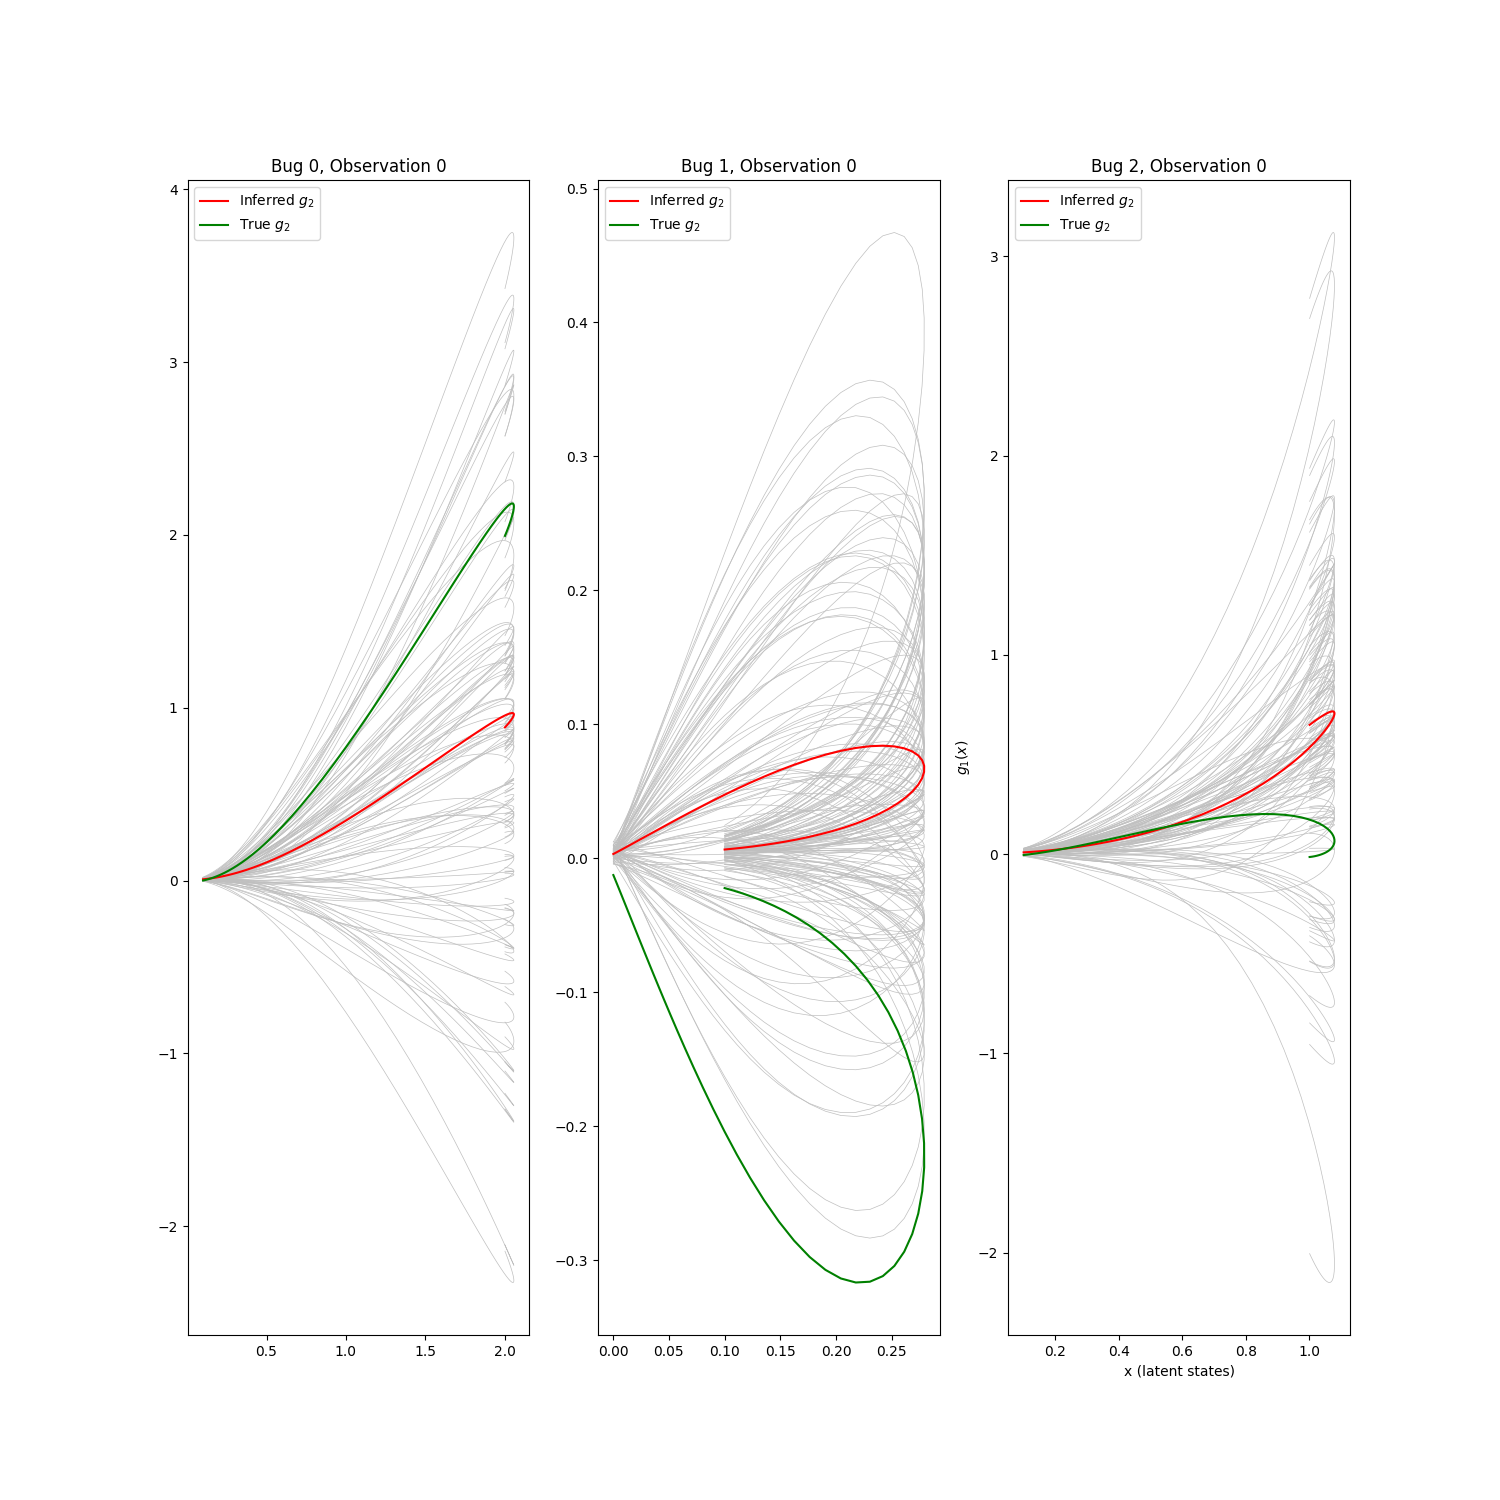 Bug 0, Observation 0
Inferred g₂
True g₂
4
3
2
1
0
−1
−2
0.5 1.0 1.5 2.0
Bug 1, Observation 0
Inferred g₂
True g₂
0.5
0.4
0.3
0.2
0.1
0.0
−0.1
−0.2
−0.3
0.00 0.05 0.10 0.15 0.20 0.25
Bug 2, Observation 0
Inferred g₂
True g₂
g₁(x)
3
2
1
0
−1
−2
0.2 0.4 0.6 0.8 1.0
x (latent states)